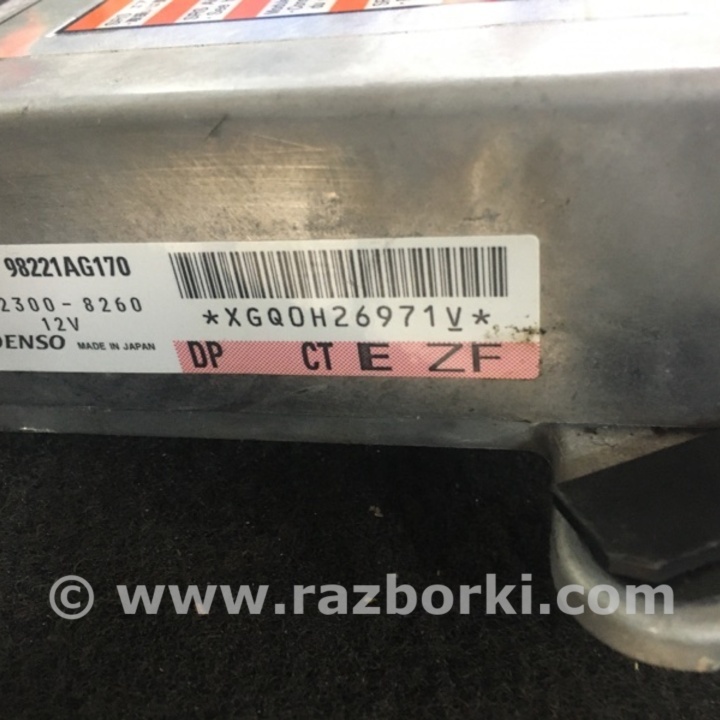 98221AG170
2300-8260
12V
DENSO MADE IN JAPAN
*XGQ0H26971V*
DP CT E ZF
© www.razborki.com